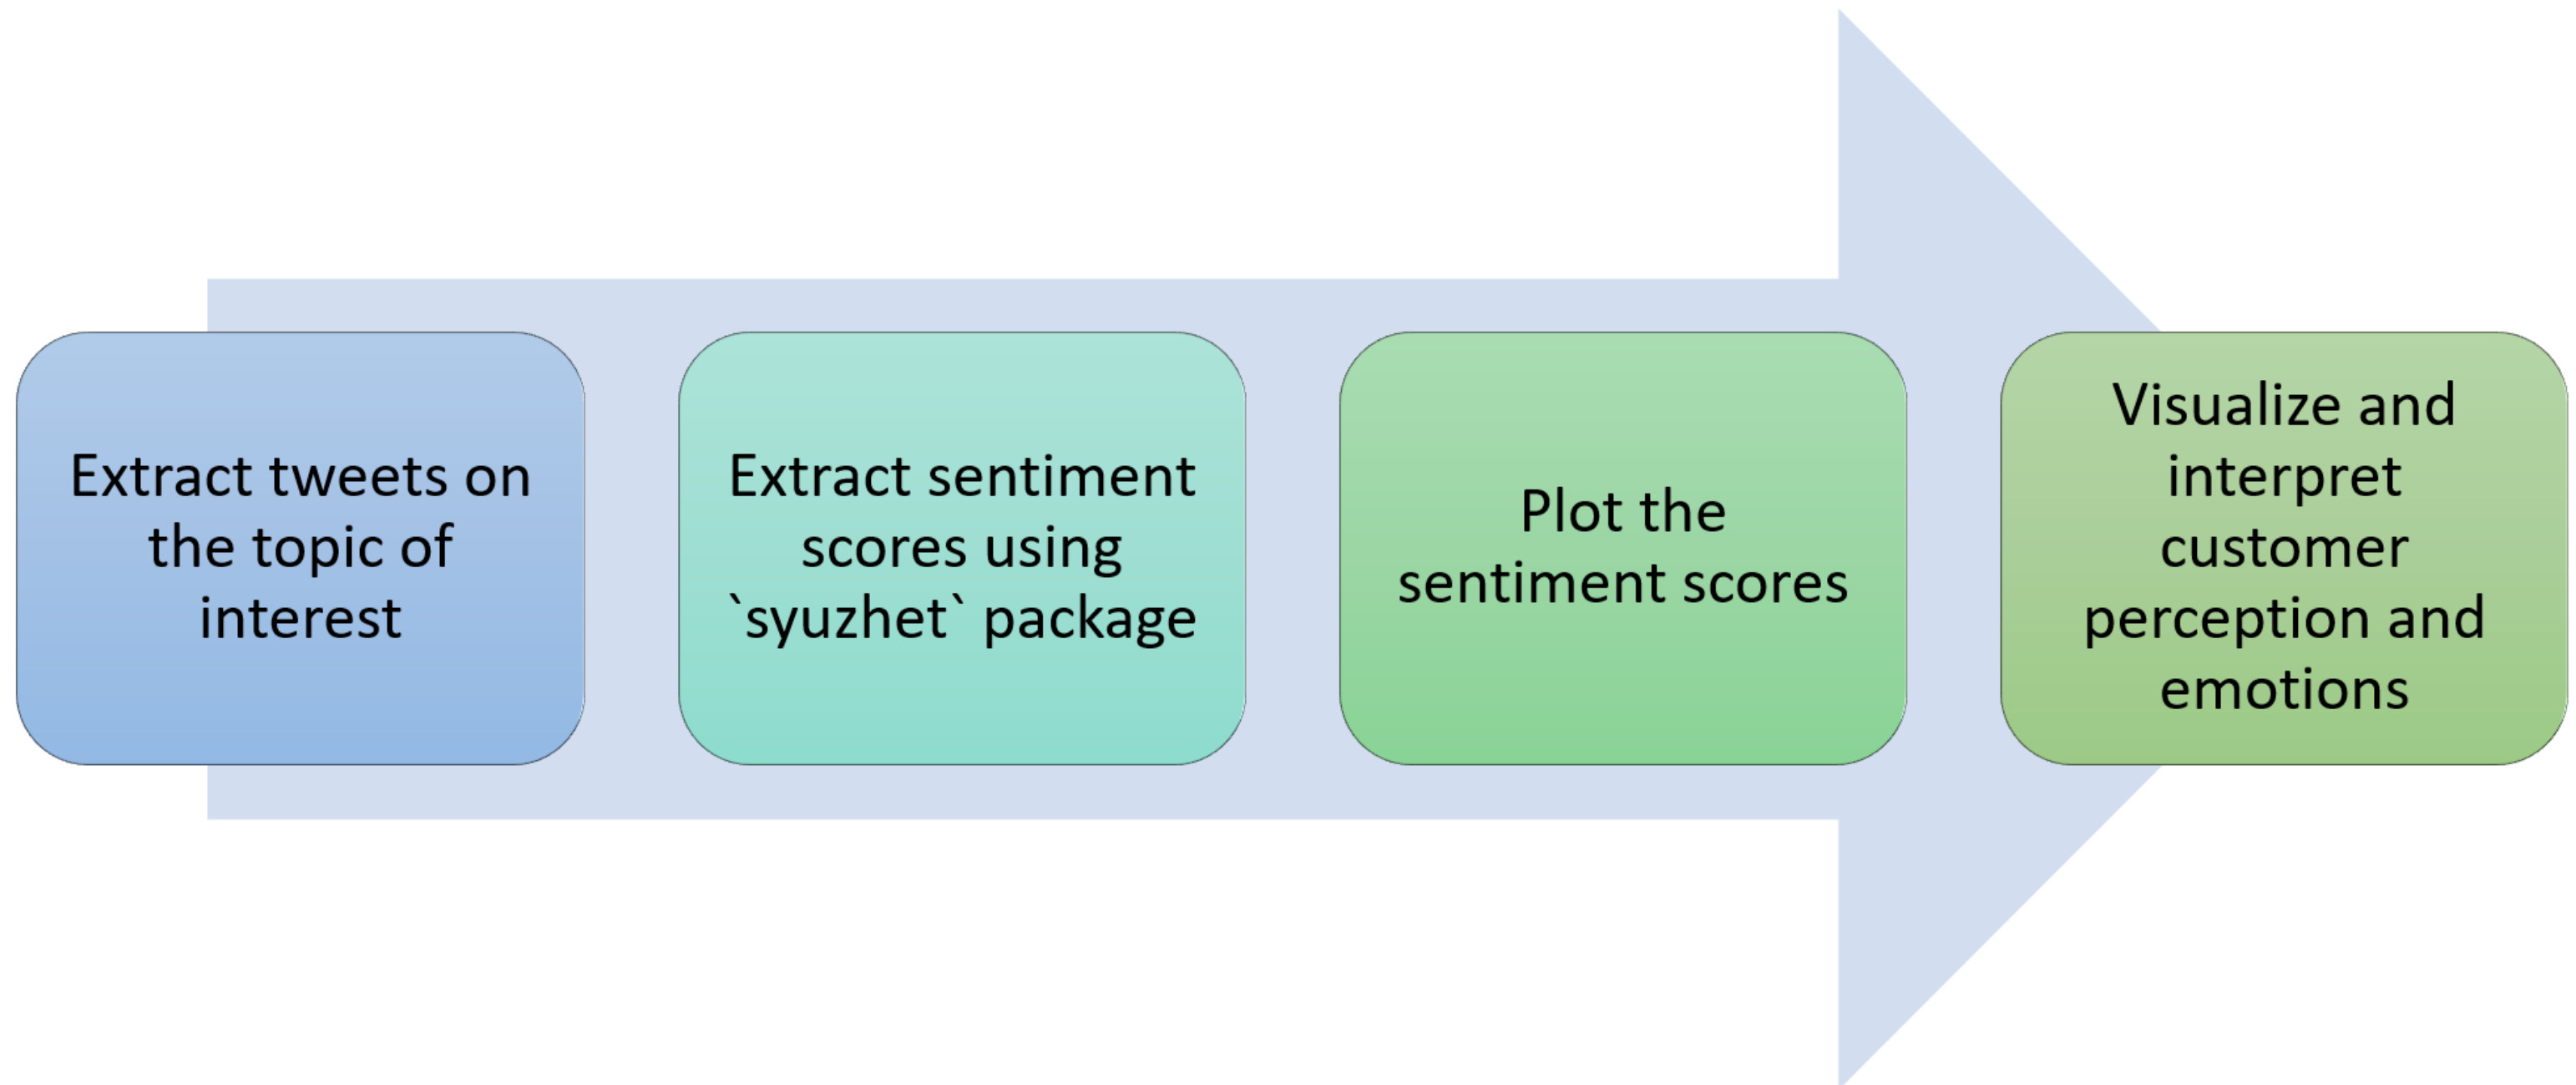 Extract tweets on
the topic of
interest
Extract sentiment
scores using
`syuzhet` package
Plot the
sentiment scores
Visualize and
interpret
customer
perception and
emotions